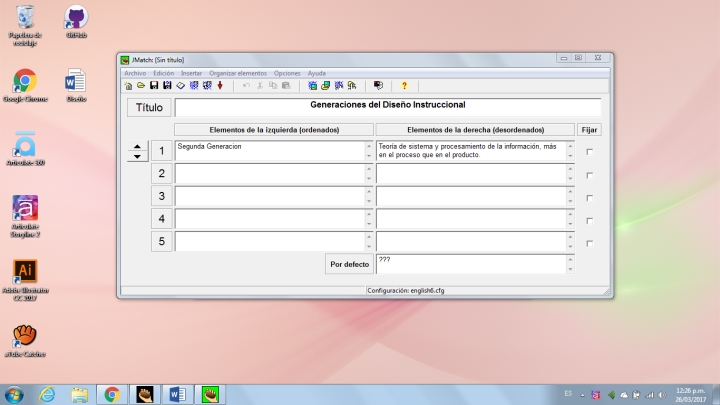 Papelera de
reciclaje
GitHub
Google Chrome
Diseño
Articulate 360
Articulate
Storyline 2
Adobe Illustrator
CC 2017
aTube Catcher
JMatch: [Sin título]
Archivo Edición Insertar Organizar elementos Opciones Ayuda
Título
Generaciones del Diseño Instruccional
Elementos de la izquierda (ordenados)
Elementos de la derecha (desordenados)
Fijar
1
Segunda Generacion
Teoría de sistema y procesamiento de la información, más
en el proceso que en el producto.
2
3
4
5
Por defecto
???
Configuración: english6.cfg
ES
12:26 p.m.
26/03/2017